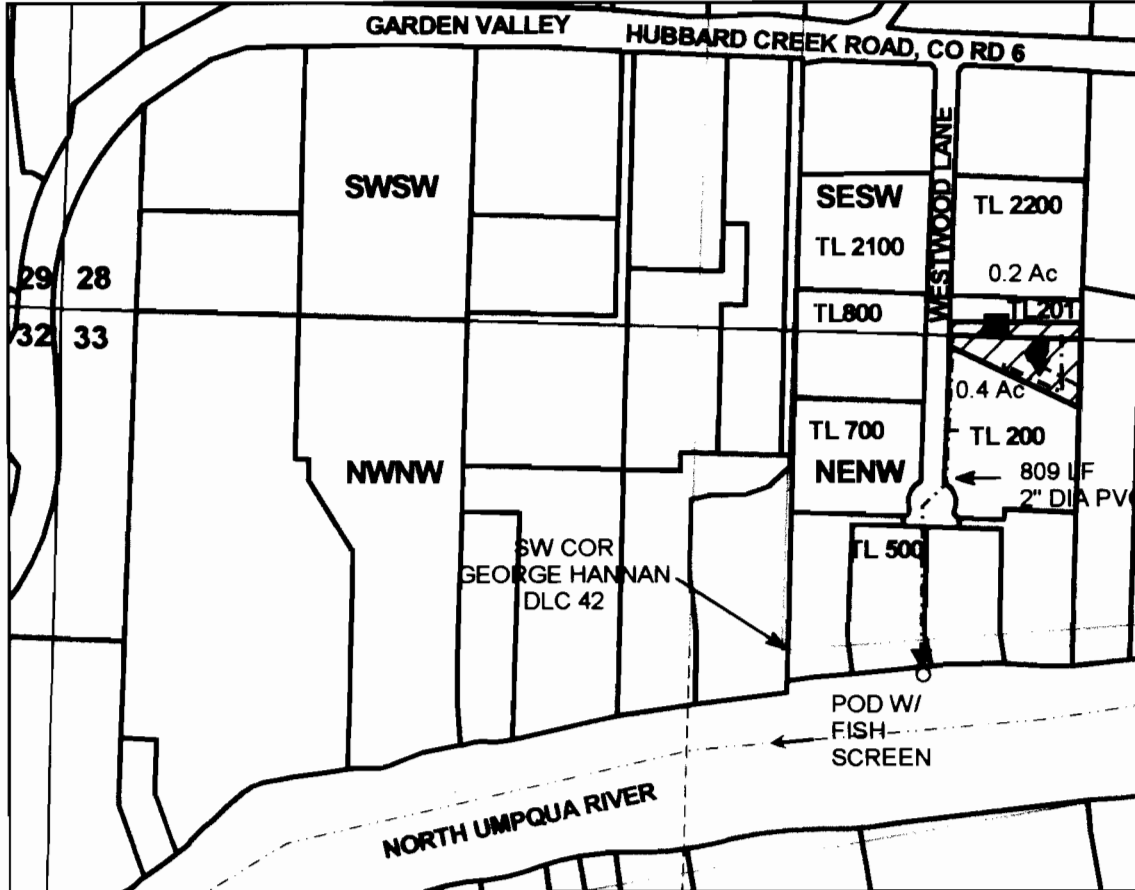 GARDEN VALLEY
HUBBARD CREEK ROAD, CO RD 6
WESTWOOD LANE
SWSW
SESW
TL 2200
TL 2100
0.2 Ac
29 28
TL800
TL201
32 33
0.4 Ac
TL 700
TL 200
NWNW
NENW
809 LF
2" DIA PVC
SW COR
GEORGE HANNAN
DLC 42
TL 500
POD W/
FISH
SCREEN
NORTH UMPQUA RIVER